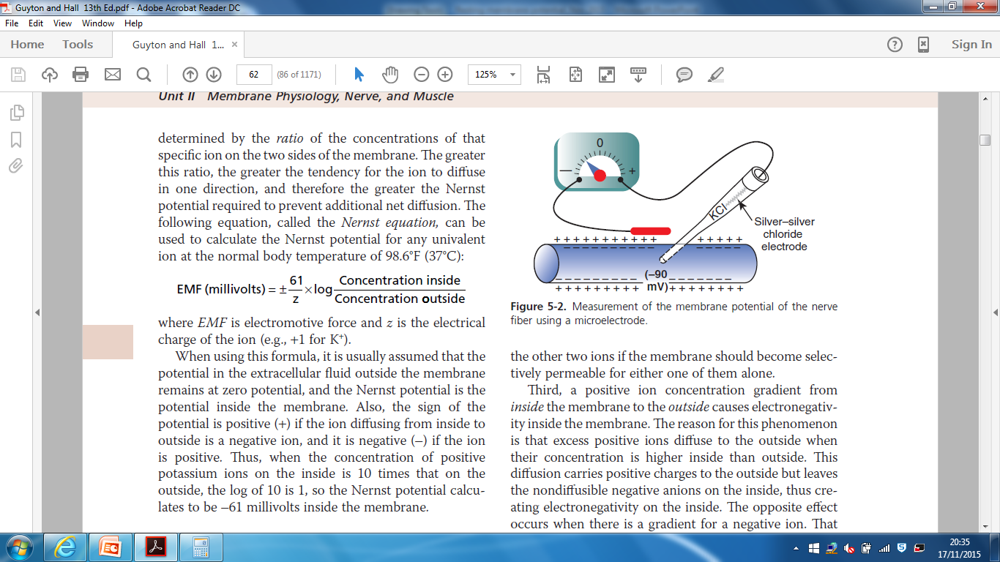 Guyton and Hall 13th Ed.pdf - Adobe Acrobat Reader DC
File Edit View Window Help
Home Tools Guyton and Hall 1... × ? Sign In
62 (86 of 1171) 125%
Unit II Membrane Physiology, Nerve, and Muscle
determined by the ratio of the concentrations of that
specific ion on the two sides of the membrane. The greater
this ratio, the greater the tendency for the ion to diffuse
in one direction, and therefore the greater the Nernst
potential required to prevent additional net diffusion. The
following equation, called the Nernst equation, can be
used to calculate the Nernst potential for any univalent
ion at the normal body temperature of 98.6°F (37°C):
EMF (millivolts) = ± 61/z × log Concentration inside/Concentration outside
where EMF is electromotive force and z is the electrical
charge of the ion (e.g., +1 for K⁺).
When using this formula, it is usually assumed that the
potential in the extracellular fluid outside the membrane
remains at zero potential, and the Nernst potential is the
potential inside the membrane. Also, the sign of the
potential is positive (+) if the ion diffusing from inside to
outside is a negative ion, and it is negative (–) if the ion
is positive. Thus, when the concentration of positive
potassium ions on the inside is 10 times that on the
outside, the log of 10 is 1, so the Nernst potential calcu-
lates to be –61 millivolts inside the membrane.
0
— +
KCl
Silver–silver
chloride
electrode
+ + + + + + + + + + + + + + + +
– – – – – – – – – – – – – – –
(–90
– – – – – – – – – – – – – – – –
+ + + + + + + + + mV) + + + + + + + +
Figure 5-2. Measurement of the membrane potential of the nerve
fiber using a microelectrode.
the other two ions if the membrane should become selec-
tively permeable for either one of them alone.
Third, a positive ion concentration gradient from
inside the membrane to the outside causes electronegativ-
ity inside the membrane. The reason for this phenomenon
is that excess positive ions diffuse to the outside when
their concentration is higher inside than outside. This
diffusion carries positive charges to the outside but leaves
the nondiffusible negative anions on the inside, thus cre-
ating electronegativity on the inside. The opposite effect
occurs when there is a gradient for a negative ion. That
20:35
17/11/2015